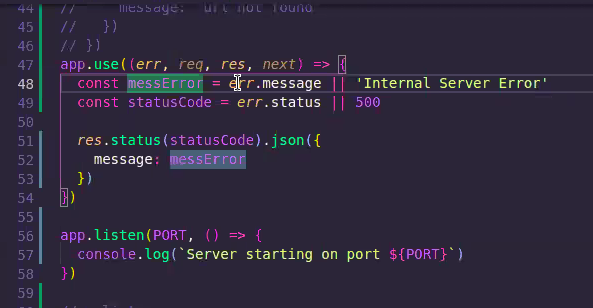 44 //     message: 'url not found'
45 //   })
46 // })
47 app.use((err, req, res, next) => {
48   const messError = err.message || 'Internal Server Error'
49   const statusCode = err.status || 500
50
51   res.status(statusCode).json({
52     message: messError
53   })
54 })
55
56 app.listen(PORT, () => {
57   console.log(`Server starting on port ${PORT}`)
58 })
59